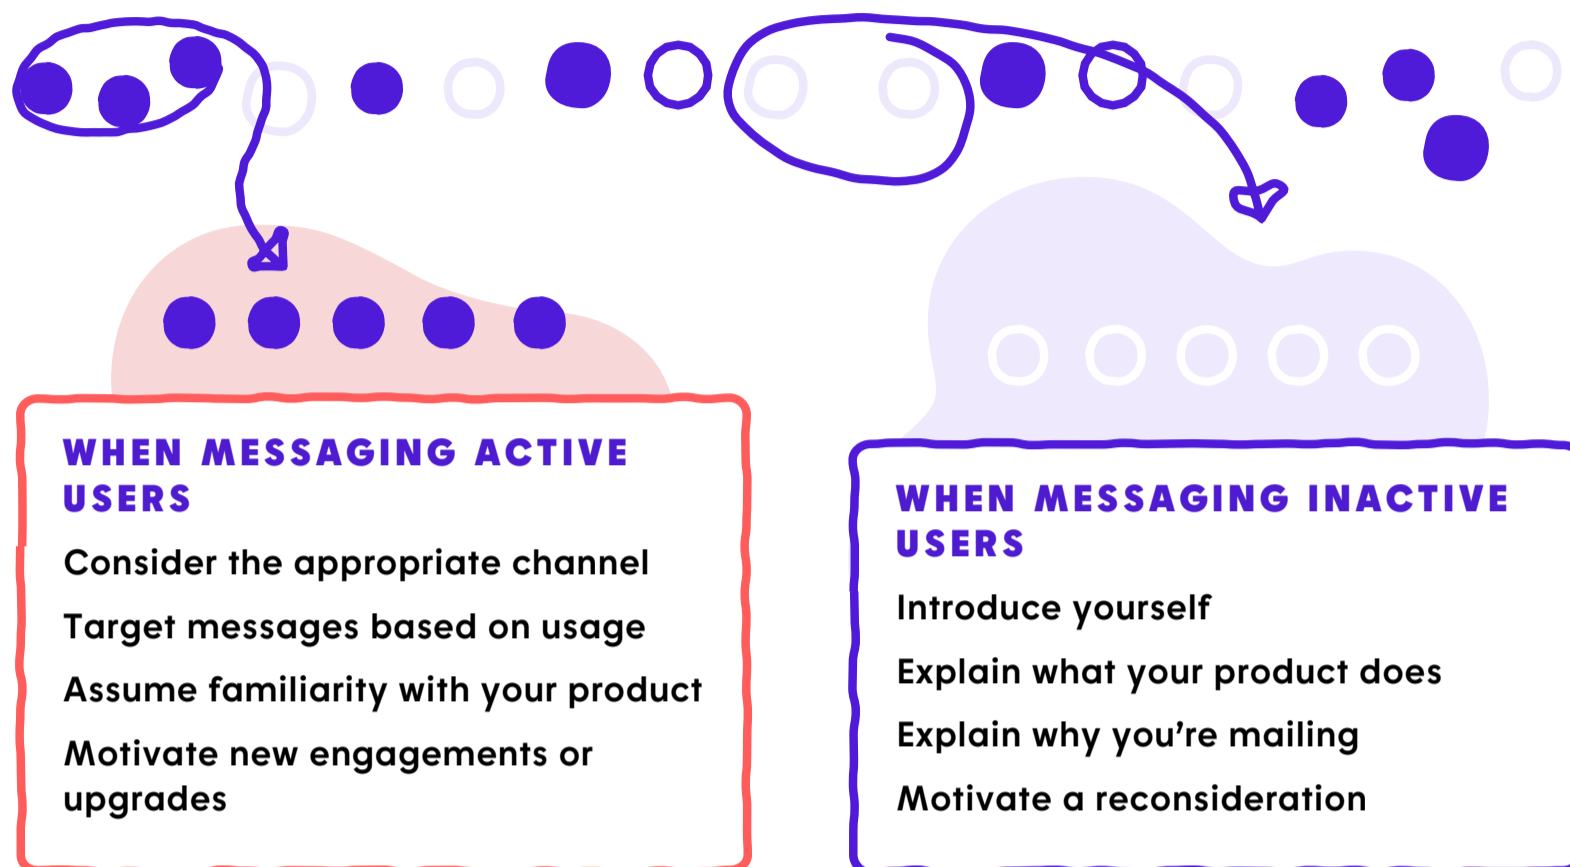 WHEN MESSAGING ACTIVE
USERS
Consider the appropriate channel
Target messages based on usage
Assume familiarity with your product
Motivate new engagements or
upgrades
WHEN MESSAGING INACTIVE
USERS
Introduce yourself
Explain what your product does
Explain why you’re mailing
Motivate a reconsideration